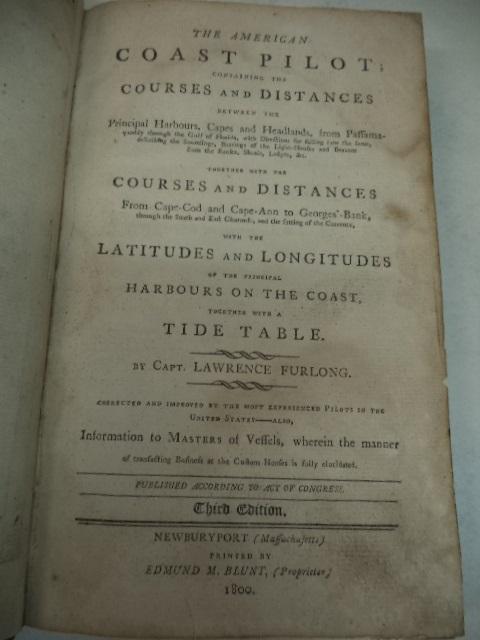 THE AMERICAN
COAST PILOT;
CONTAINING THE
COURSES AND DISTANCES
BETWEEN THE
Principal Harbours, Capes and Headlands, from Paſſama-
quoddy through the Gulf of Florida, with Directions for ſailing into the ſame,
deſcribing the Soundings, Bearings of the Light-Houſes and Beacons
from the Rocks, Shoals, Ledges, &c.
TOGETHER WITH THE
COURSES AND DISTANCES
From Cape-Cod and Cape-Ann to Georges'-Bank,
through the South and Eaſt Channels, and the ſetting of the Currents,
WITH THE
LATITUDES AND LONGITUDES
OF THE PRINCIPAL
HARBOURS ON THE COAST,
TOGETHER WITH A
TIDE TABLE.
BY CAPT. LAWRENCE FURLONG.
CORRECTED AND IMPROVED BY THE MOST EXPERIENCED PILOTS IN THE
UNITED STATES—ALSO,
Information to MASTERS of Veſſels, wherein the manner
of tranſacting Buſineſs at the Cuſtom Houſes is fully elucidated.
PUBLISHED ACCORDING TO ACT OF CONGRESS.
Third Edition.
NEWBURYPORT (Maſſachuſetts)
PRINTED BY
EDMUND M. BLUNT, (Proprietor)
1800.